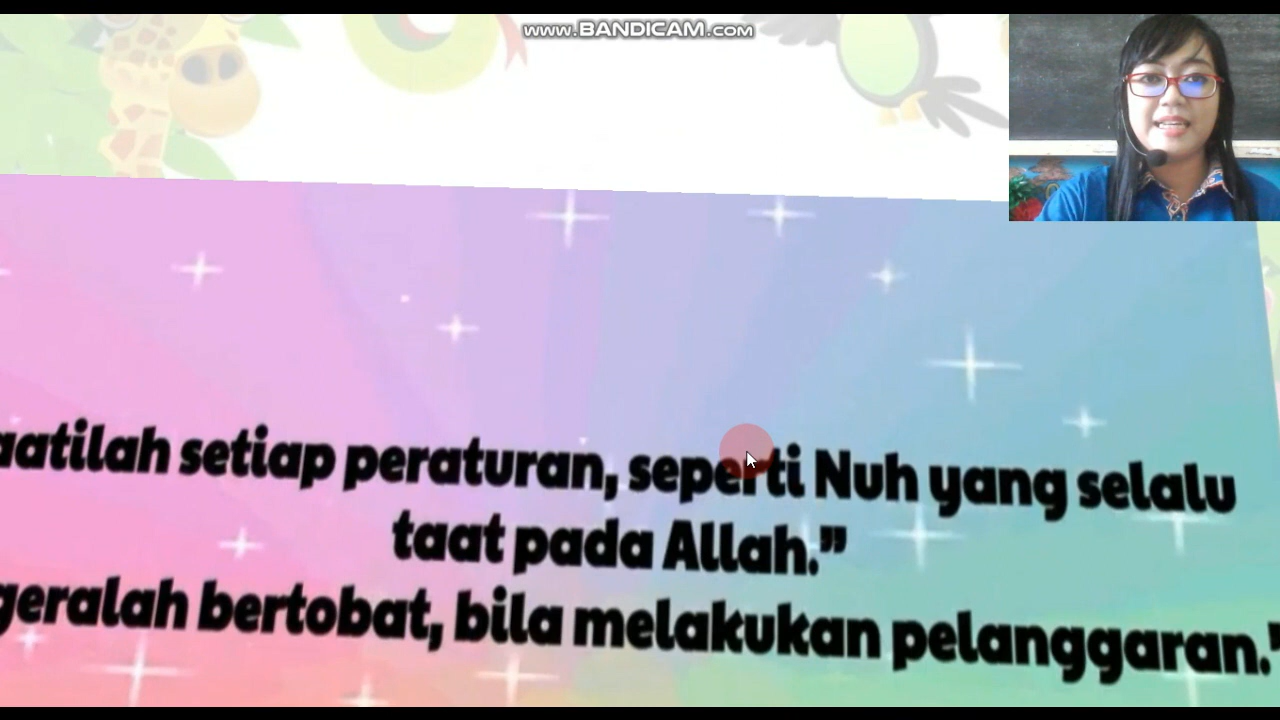 www.BANDICAM.com
aatilah setiap peraturan, seperti Nuh yang selalu
taat pada Allah.”
geralah bertobat, bila melakukan pelanggaran.”